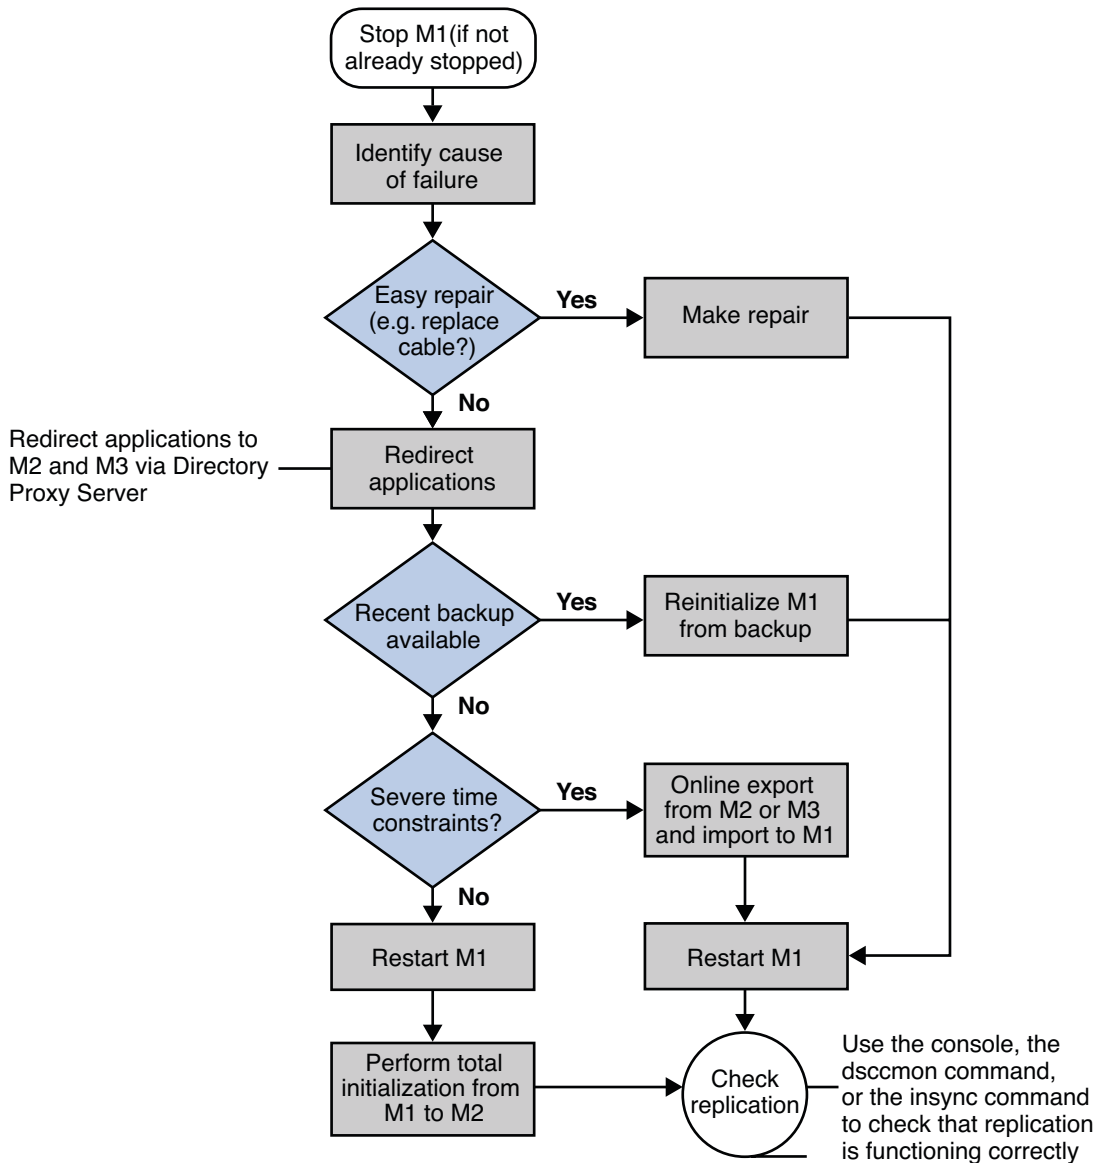 Stop M1(if not
already stopped)
Identify cause
of failure
Easy repair
(e.g. replace
cable?)
Yes
Make repair
No
Redirect applications to
M2 and M3 via Directory
Proxy Server
Redirect
applications
Recent backup
available
Yes
Reinitialize M1
from backup
No
Severe time
constraints?
Yes
Online export
from M2 or M3
and import to M1
No
Restart M1
Restart M1
Perform total
initialization from
M1 to M2
Check
replication
Use the console, the
dsccmon command,
or the insync command
to check that replication
is functioning correctly